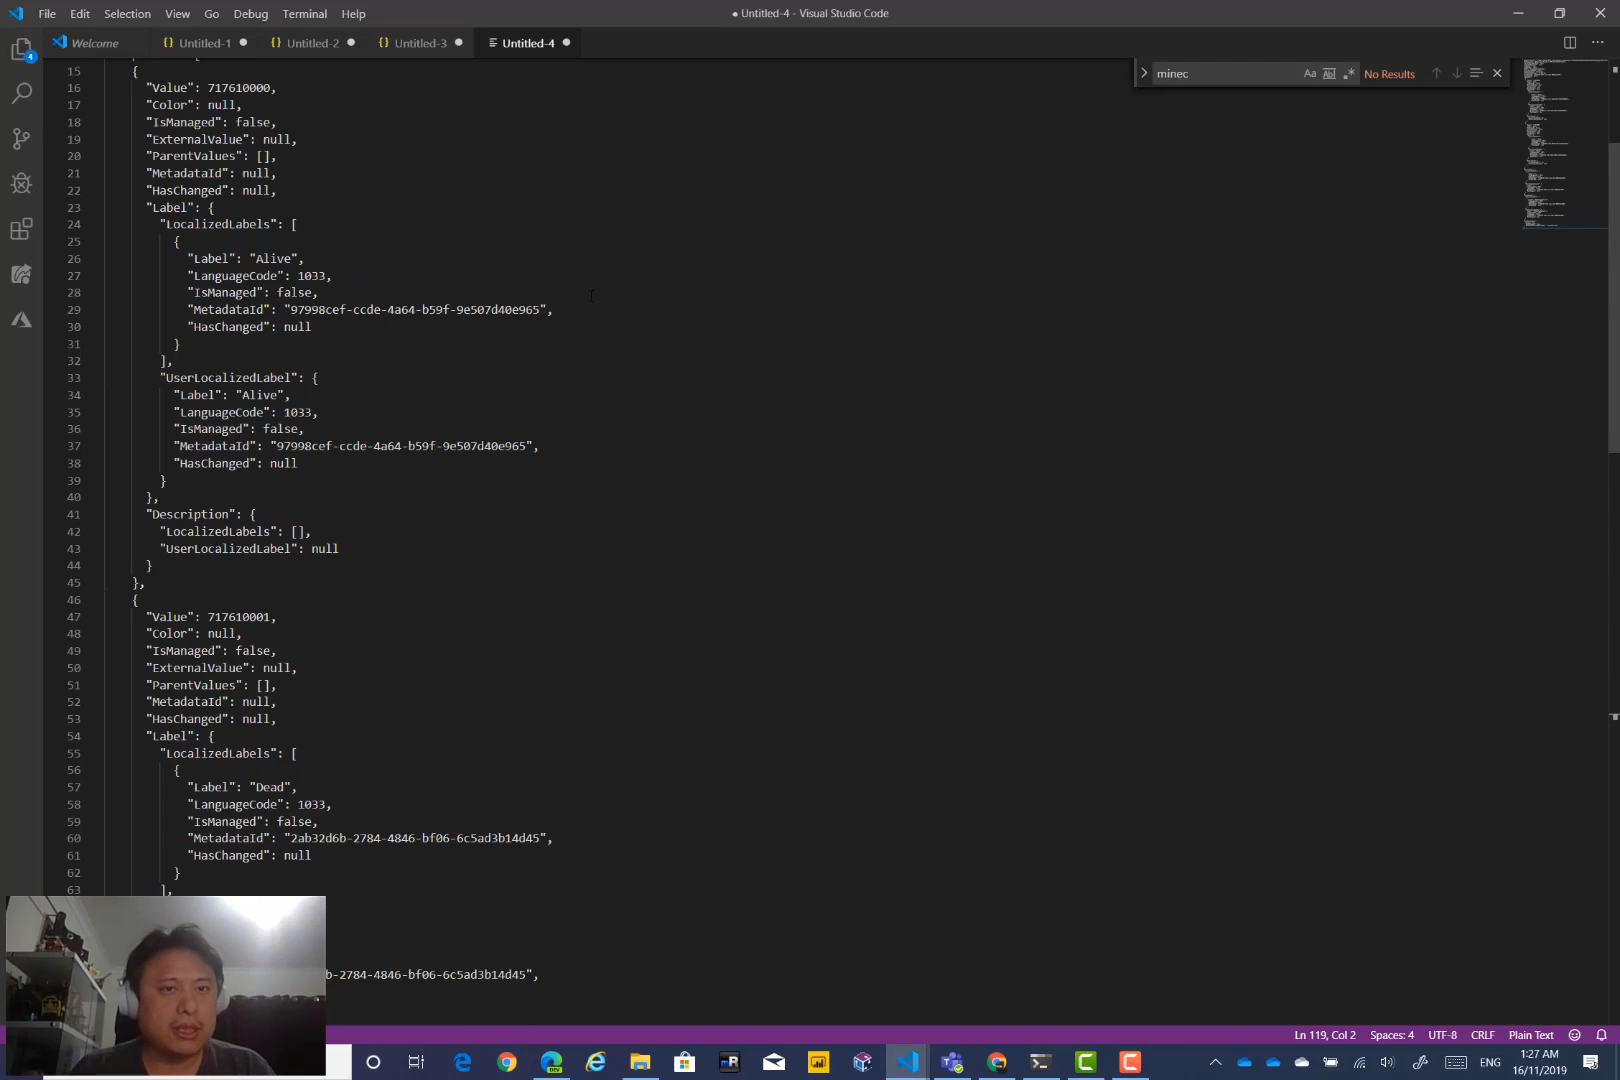 File Edit Selection View Go Debug Terminal Help
● Untitled-4 - Visual Studio Code
4
Welcome
Untitled-1
Untitled-2
Untitled-3
Untitled-4
minec
Aa
Abl
No Results
15 {
16 "Value": 717610000,
17 "Color": null,
18 "IsManaged": false,
19 "ExternalValue": null,
20 "ParentValues": [],
21 "MetadataId": null,
22 "HasChanged": null,
23 "Label": {
24 "LocalizedLabels": [
25 {
26 "Label": "Alive",
27 "LanguageCode": 1033,
28 "IsManaged": false,
29 "MetadataId": "97998cef-ccde-4a64-b59f-9e507d40e965",
30 "HasChanged": null
31 }
32 ],
33 "UserLocalizedLabel": {
34 "Label": "Alive",
35 "LanguageCode": 1033,
36 "IsManaged": false,
37 "MetadataId": "97998cef-ccde-4a64-b59f-9e507d40e965",
38 "HasChanged": null
39 }
40 },
41 "Description": {
42 "LocalizedLabels": [],
43 "UserLocalizedLabel": null
44 }
45 },
46 {
47 "Value": 717610001,
48 "Color": null,
49 "IsManaged": false,
50 "ExternalValue": null,
51 "ParentValues": [],
52 "MetadataId": null,
53 "HasChanged": null,
54 "Label": {
55 "LocalizedLabels": [
56 {
57 "Label": "Dead",
58 "LanguageCode": 1033,
59 "IsManaged": false,
60 "MetadataId": "2ab32d6b-2784-4846-bf06-6c5ad3b14d45",
61 "HasChanged": null
62 }
63 ],
b-2784-4846-bf06-6c5ad3b14d45",
Ln 119, Col 2 Spaces: 4 UTF-8 CRLF Plain Text
DEV
mR
ENG
1:27 AM
16/11/2019